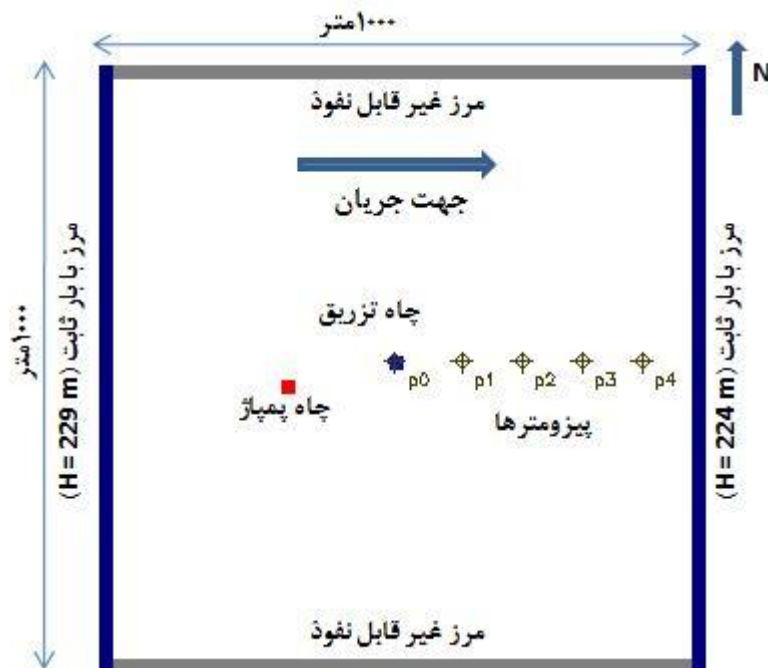 ۱۰۰۰متر
N
مرز غیر قابل نفوذ
جهت جریان
مرز با بار ثابت (H = 229 m)
۱۰۰۰متر
مرز با بار ثابت (H = 224 m)
چاه تزریق
p0
p1
p2
p3
p4
چاه پمپاژ
پیزومترها
مرز غیر قابل نفوذ